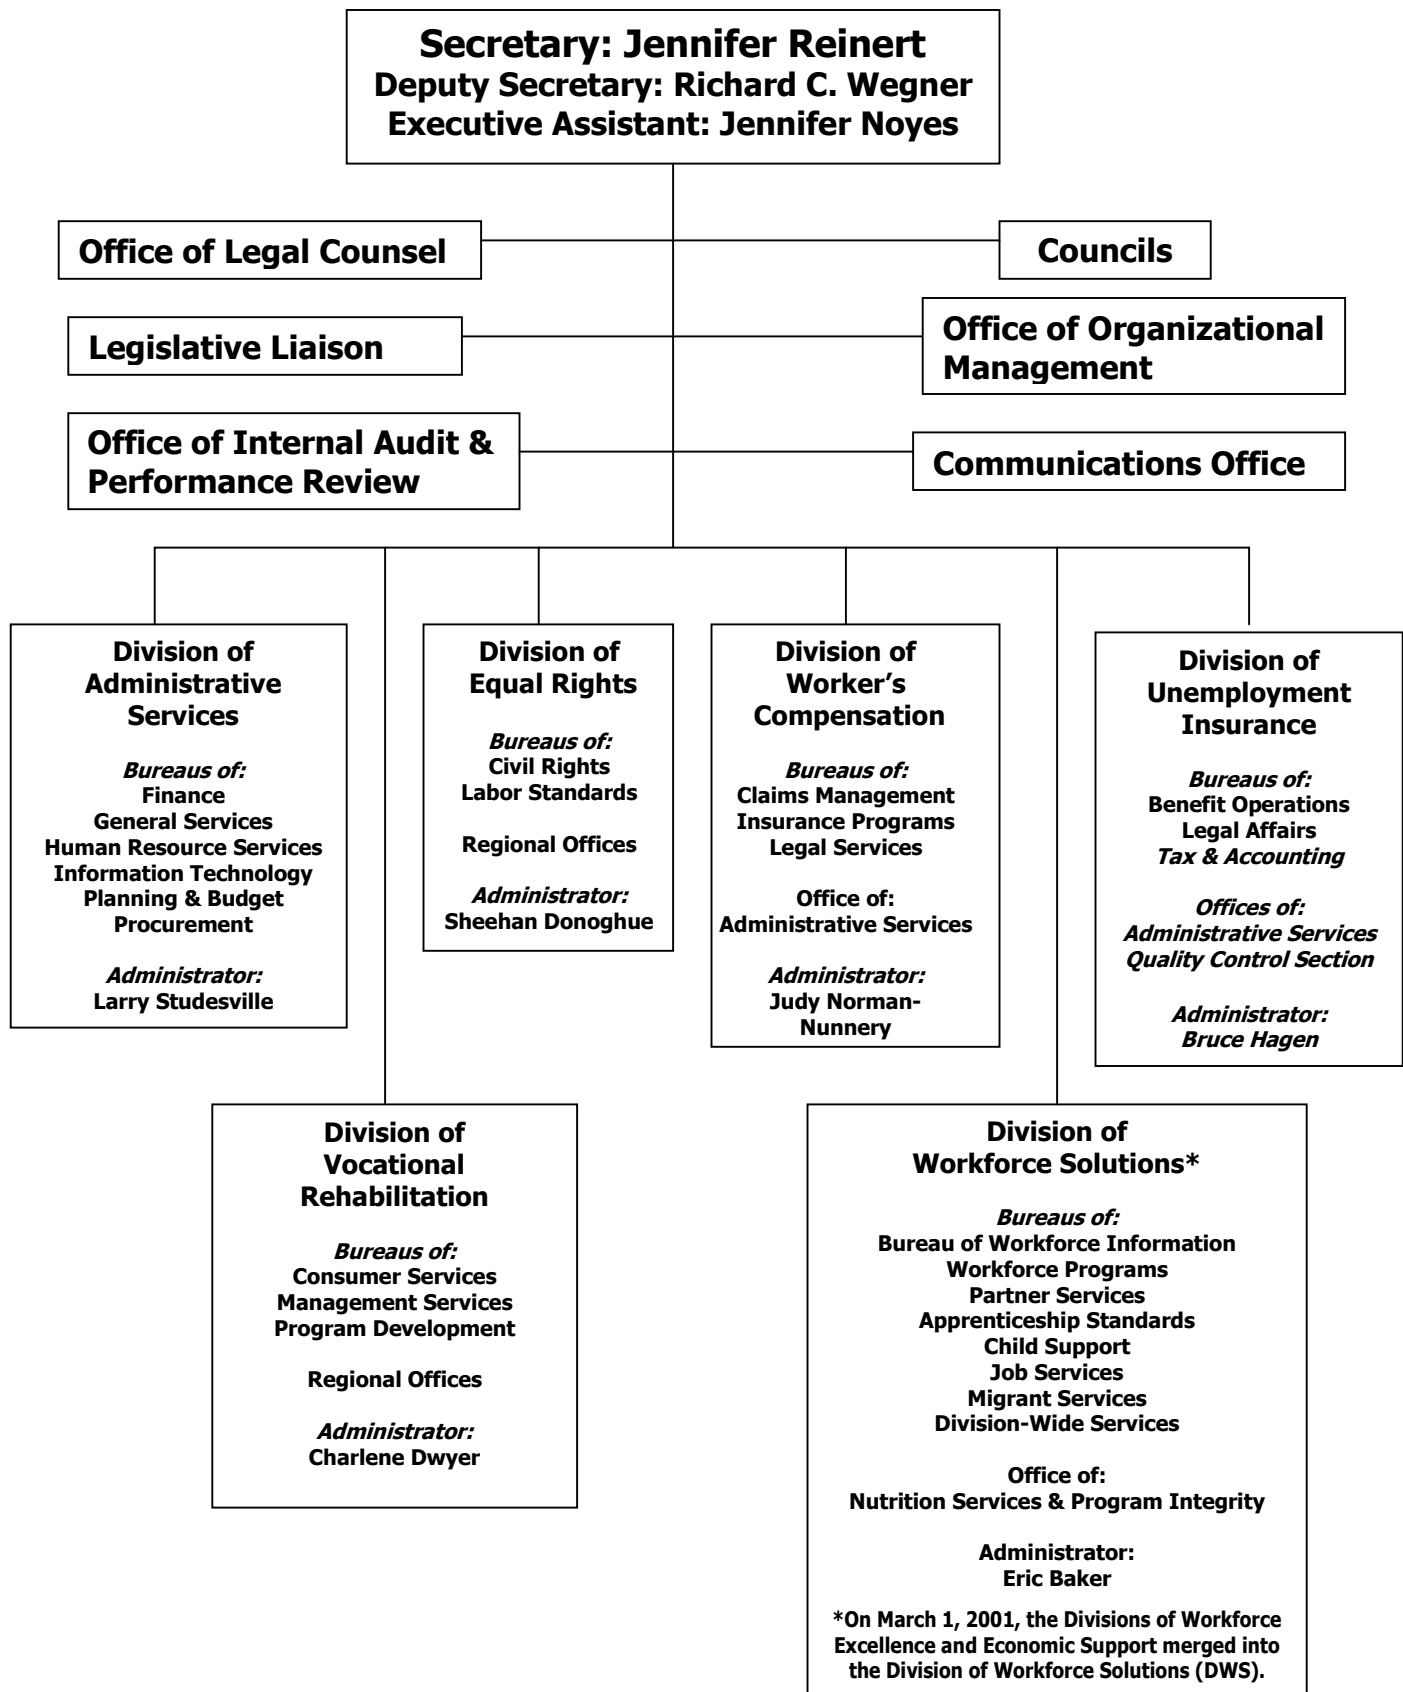 Secretary: Jennifer Reinert
Deputy Secretary: Richard C. Wegner
Executive Assistant: Jennifer Noyes
Office of Legal Counsel
Councils
Legislative Liaison
Office of Organizational
Management
Office of Internal Audit &
Performance Review
Communications Office
Division of
Administrative
Services
Bureaus of:
Finance
General Services
Human Resource Services
Information Technology
Planning & Budget
Procurement
Administrator:
Larry Studesville
Division of
Equal Rights
Bureaus of:
Civil Rights
Labor Standards
Regional Offices
Administrator:
Sheehan Donoghue
Division of
Worker’s
Compensation
Bureaus of:
Claims Management
Insurance Programs
Legal Services
Office of:
Administrative Services
Administrator:
Judy Norman-
Nunnery
Division of
Unemployment
Insurance
Bureaus of:
Benefit Operations
Legal Affairs
Tax & Accounting
Offices of:
Administrative Services
Quality Control Section
Administrator:
Bruce Hagen
Division of
Vocational
Rehabilitation
Bureaus of:
Consumer Services
Management Services
Program Development
Regional Offices
Administrator:
Charlene Dwyer
Division of
Workforce Solutions*
Bureaus of:
Bureau of Workforce Information
Workforce Programs
Partner Services
Apprenticeship Standards
Child Support
Job Services
Migrant Services
Division-Wide Services
Office of:
Nutrition Services & Program Integrity
Administrator:
Eric Baker
*On March 1, 2001, the Divisions of Workforce
Excellence and Economic Support merged into
the Division of Workforce Solutions (DWS).